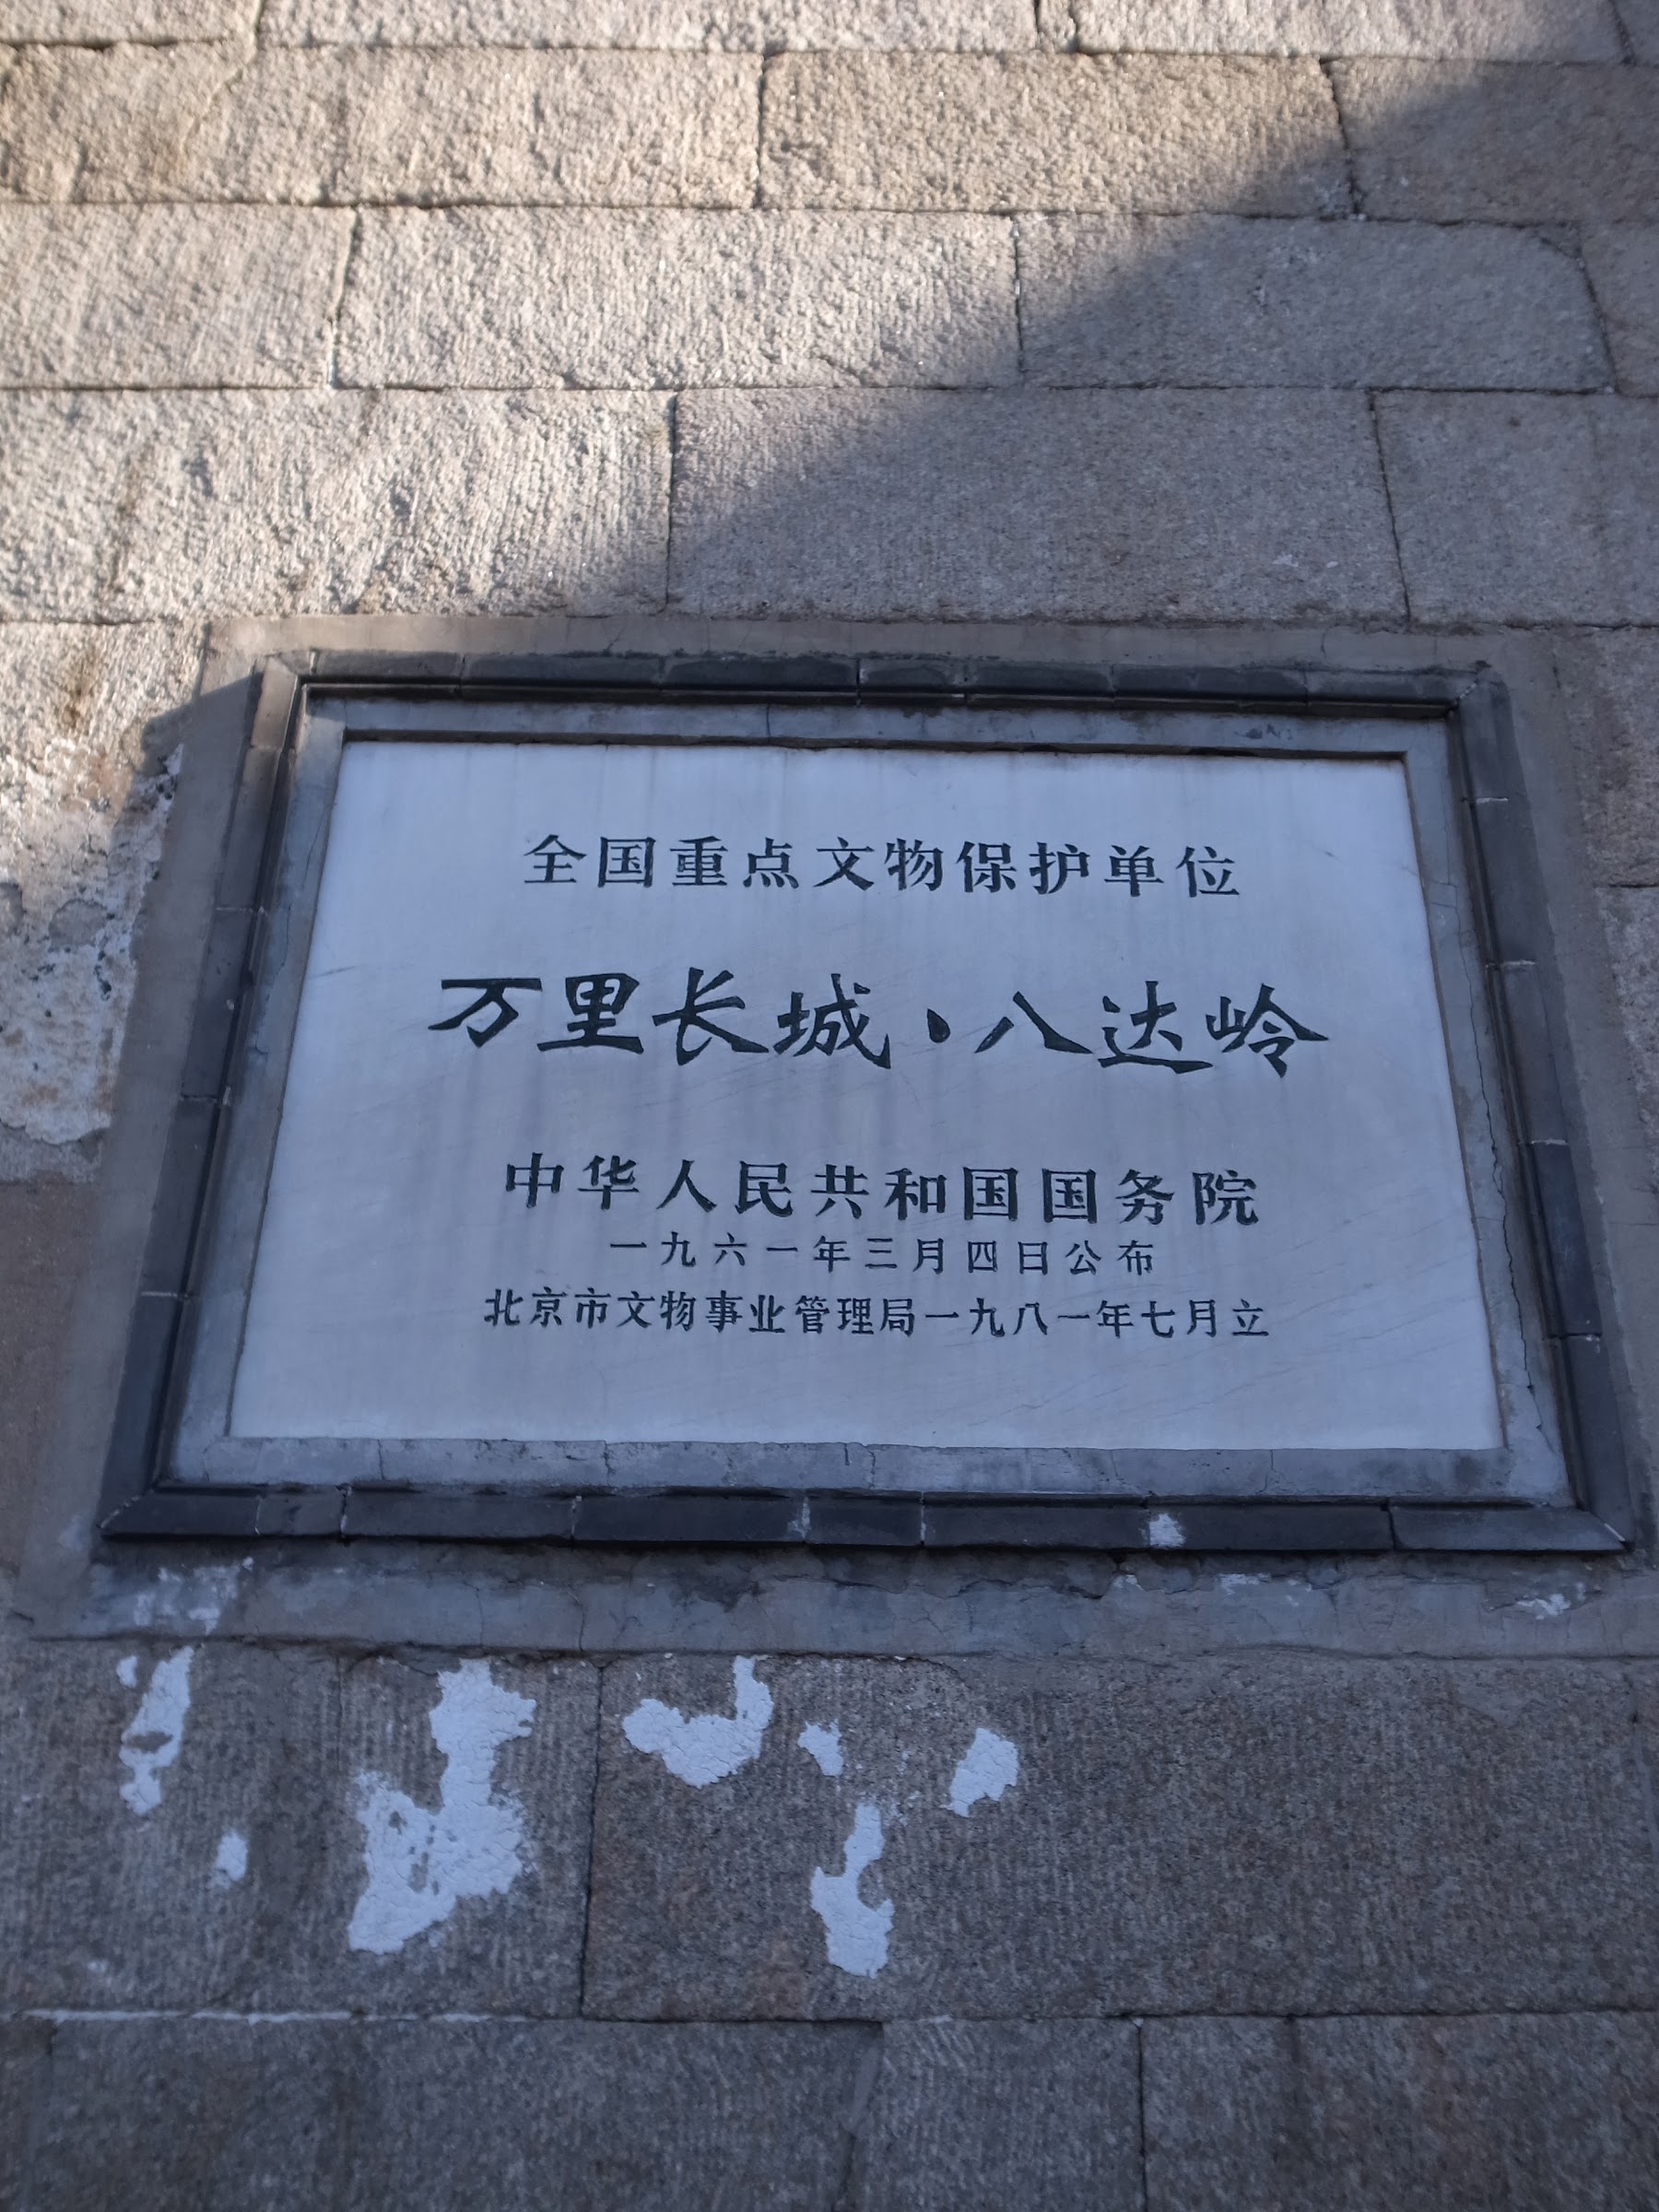 全国重点文物保护单位
万里长城·八达岭
中华人民共和国国务院
一九六一年三月四日公布
北京市文物事业管理局一九八一年七月立